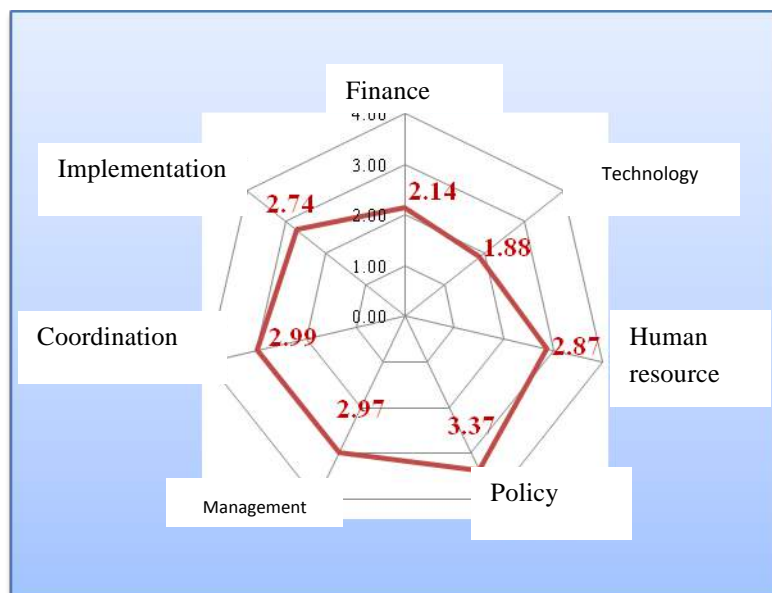 Finance
4.00
Implementation
3.00
Technology
2.74
2.00
2.14
1.88
1.00
Coordination
2.99
0.00
2.87
Human
resource
2.97
3.37
Management
Policy